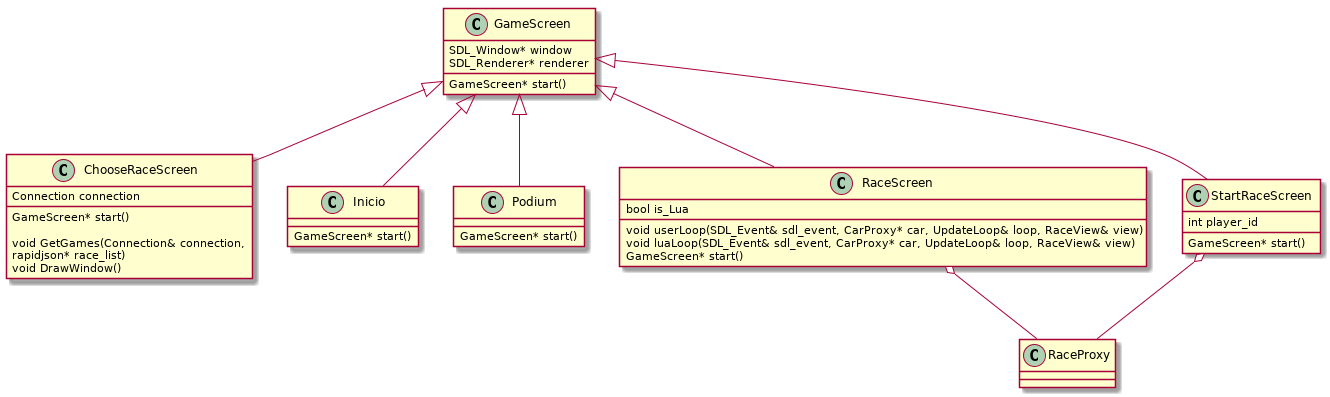 C GameScreen
SDL_Window* window
SDL_Renderer* renderer
GameScreen* start()
C ChooseRaceScreen
Connection connection
GameScreen* start()
void GetGames(Connection& connection,
rapidjson* race_list)
void DrawWindow()
C Inicio
GameScreen* start()
C Podium
GameScreen* start()
C RaceScreen
bool is_Lua
void userLoop(SDL_Event& sdl_event, CarProxy* car, UpdateLoop& loop, RaceView& view)
void luaLoop(SDL_Event& sdl_event, CarProxy* car, UpdateLoop& loop, RaceView& view)
GameScreen* start()
C StartRaceScreen
int player_id
GameScreen* start()
C RaceProxy